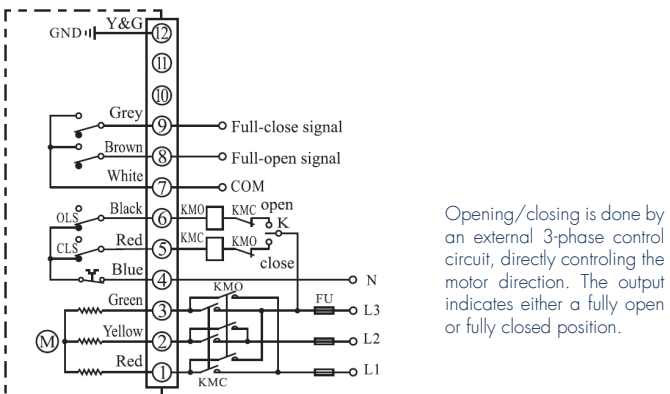 GND Y&G 12
11
10
Grey 9 Full-close signal
Brown 8 Full-open signal
White 7 COM
OLS Black 6 KMO KMC open K
CLS Red 5 KMC KMO close
Blue 4 N
Green 3 KMO FU L3
M Yellow 2 L2
Red 1 KMC L1
Opening/closing is done by
an external 3-phase control
circuit, directly controling the
motor direction. The output
indicates either a fully open
or fully closed position.